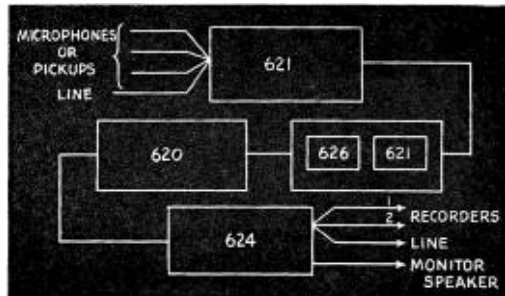 MICROPHONES
OR
PICKUPS
LINE
621
620
626
621
624
1
2
RECORDERS
LINE
MONITOR
SPEAKER